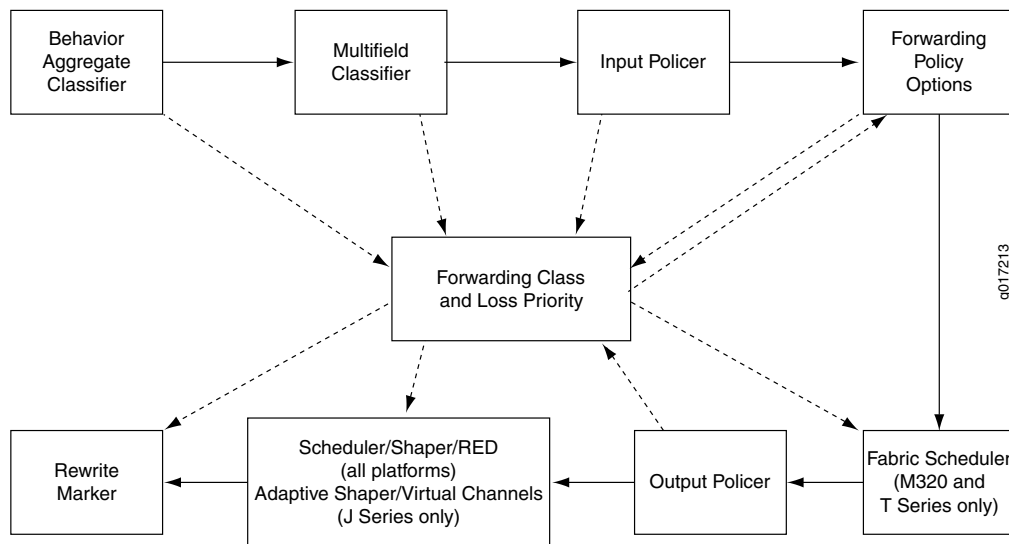 Behavior
Aggregate
Classifier
Multifield
Classifier
Input Policer
Forwarding
Policy
Options
Forwarding Class
and Loss Priority
g017213
Rewrite
Marker
Scheduler/Shaper/RED
(all platforms)
Adaptive Shaper/Virtual Channels
(J Series only)
Output Policer
Fabric Scheduler
(M320 and
T Series only)